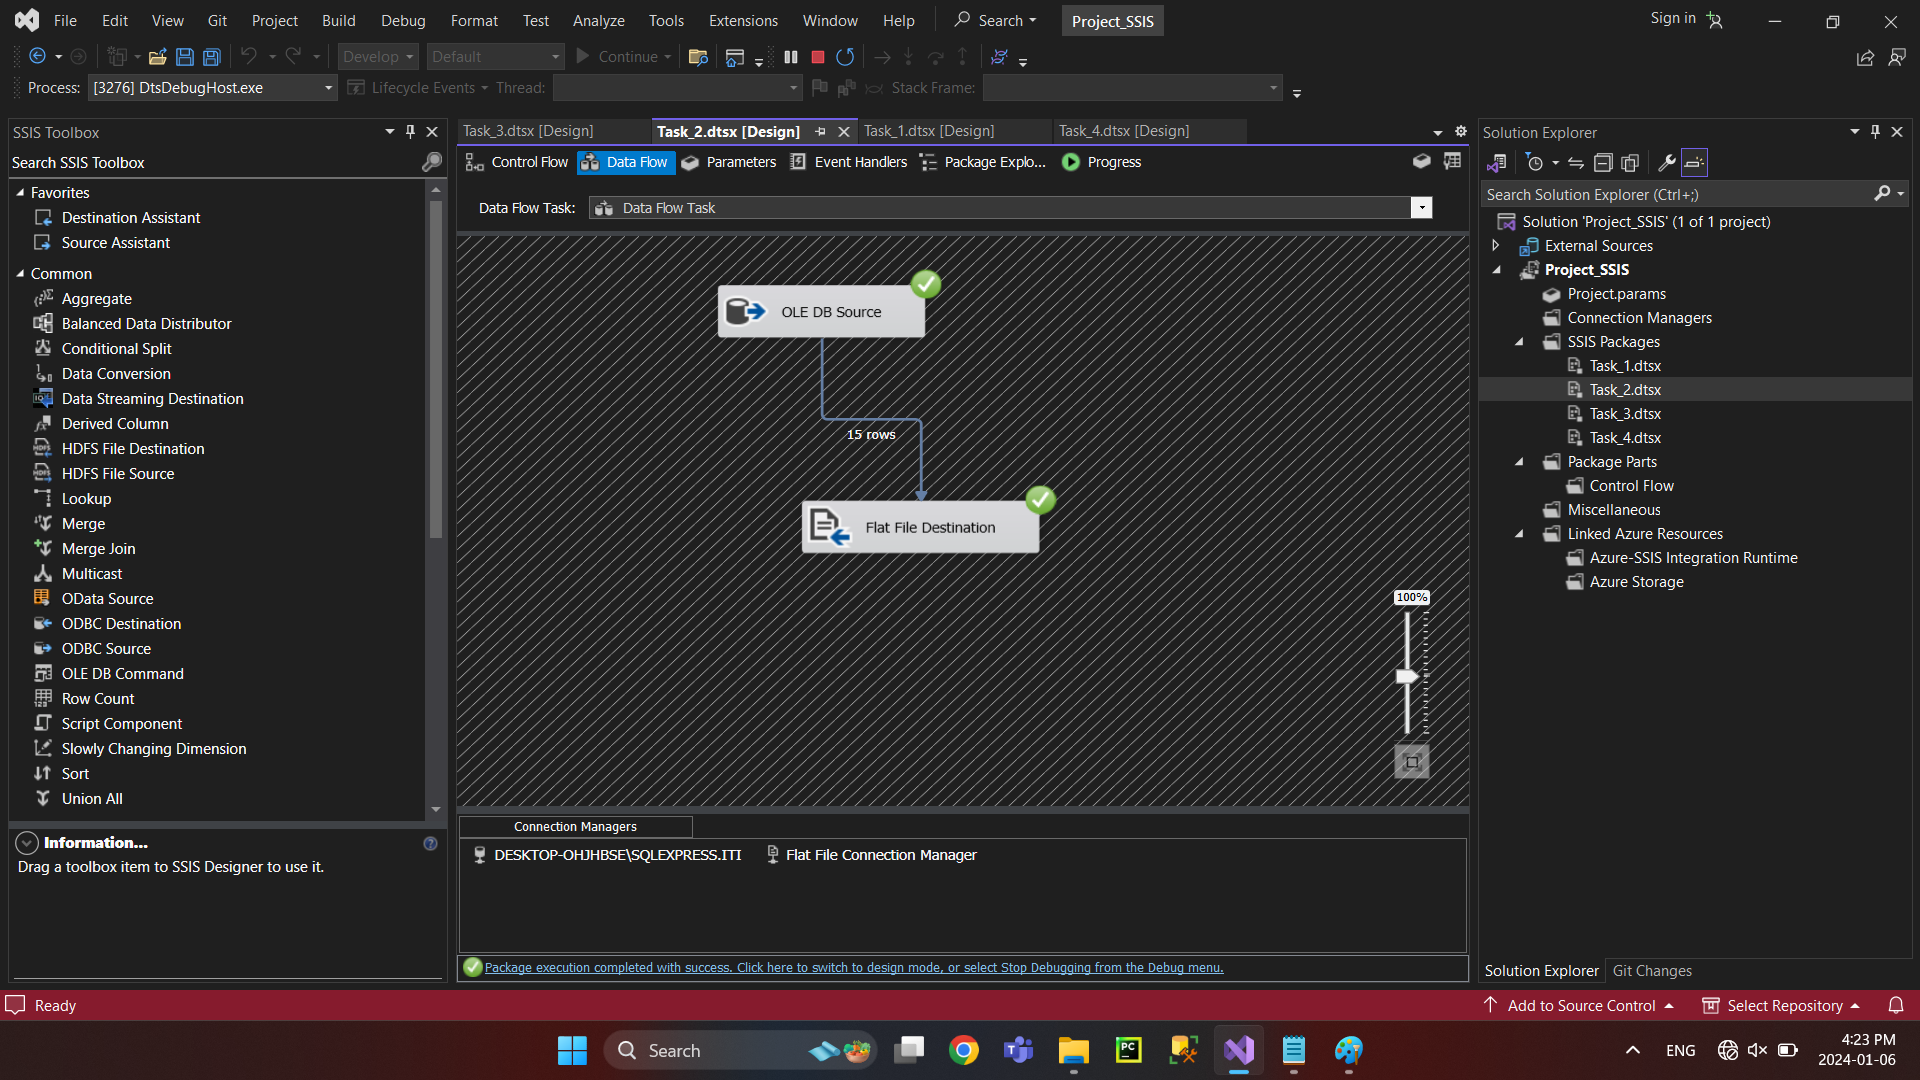 File Edit View Git Project Build Debug Format Test Analyze Tools Extensions Window Help Search Project_SSIS Sign in
Develop Default Continue
Process: [3276] DtsDebugHost.exe Lifecycle Events Thread: Stack Frame:
SSIS Toolbox
Search SSIS Toolbox
Favorites
Destination Assistant
Source Assistant
Common
Aggregate
Balanced Data Distributor
Conditional Split
Data Conversion
Data Streaming Destination
Derived Column
HDFS File Destination
HDFS File Source
Lookup
Merge
Merge Join
Multicast
OData Source
ODBC Destination
ODBC Source
OLE DB Command
Row Count
Script Component
Slowly Changing Dimension
Sort
Union All
Information...
Drag a toolbox item to SSIS Designer to use it.
Task_3.dtsx [Design] Task_2.dtsx [Design] Task_1.dtsx [Design] Task_4.dtsx [Design]
Control Flow Data Flow Parameters Event Handlers Package Explo... Progress
Data Flow Task: Data Flow Task
OLE DB Source
15 rows
Flat File Destination
100%
Connection Managers
DESKTOP-OHJHBSE\SQLEXPRESS.ITI Flat File Connection Manager
Package execution completed with success. Click here to switch to design mode, or select Stop Debugging from the Debug menu.
Solution Explorer
Search Solution Explorer (Ctrl+;)
Solution 'Project_SSIS' (1 of 1 project)
External Sources
Project_SSIS
Project.params
Connection Managers
SSIS Packages
Task_1.dtsx
Task_2.dtsx
Task_3.dtsx
Task_4.dtsx
Package Parts
Control Flow
Miscellaneous
Linked Azure Resources
Azure-SSIS Integration Runtime
Azure Storage
Solution Explorer Git Changes
Ready Add to Source Control Select Repository
Search PC ENG 4:23 PM
2024-01-06